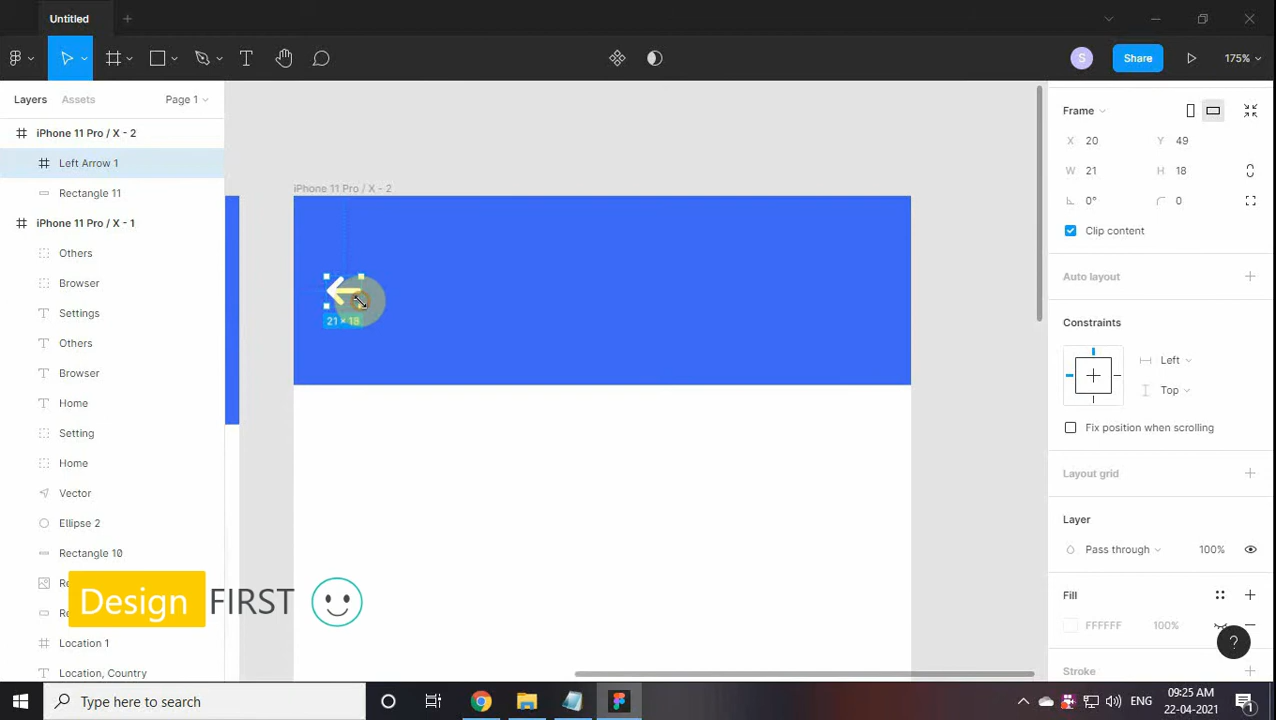 Untitled
S
Share
175%
Layers
Assets
Page 1
iPhone 11 Pro / X - 2
Left Arrow 1
Rectangle 11
iPhone 11 Pro / X - 1
Others
Browser
Settings
Others
Browser
Home
Setting
Home
Vector
Ellipse 2
Rectangle 10
Location 1
Location, Country
Design FIRST
iPhone 11 Pro / X - 2
21 × 18
Frame
X 20
Y 49
W 21
H 18
0°
0
Clip content
Auto layout
Constraints
Left
Top
Fix position when scrolling
Layout grid
Layer
Pass through
100%
Fill
FFFFFF
100%
Stroke
?
Type here to search
ENG
09:25 AM
22-04-2021
1